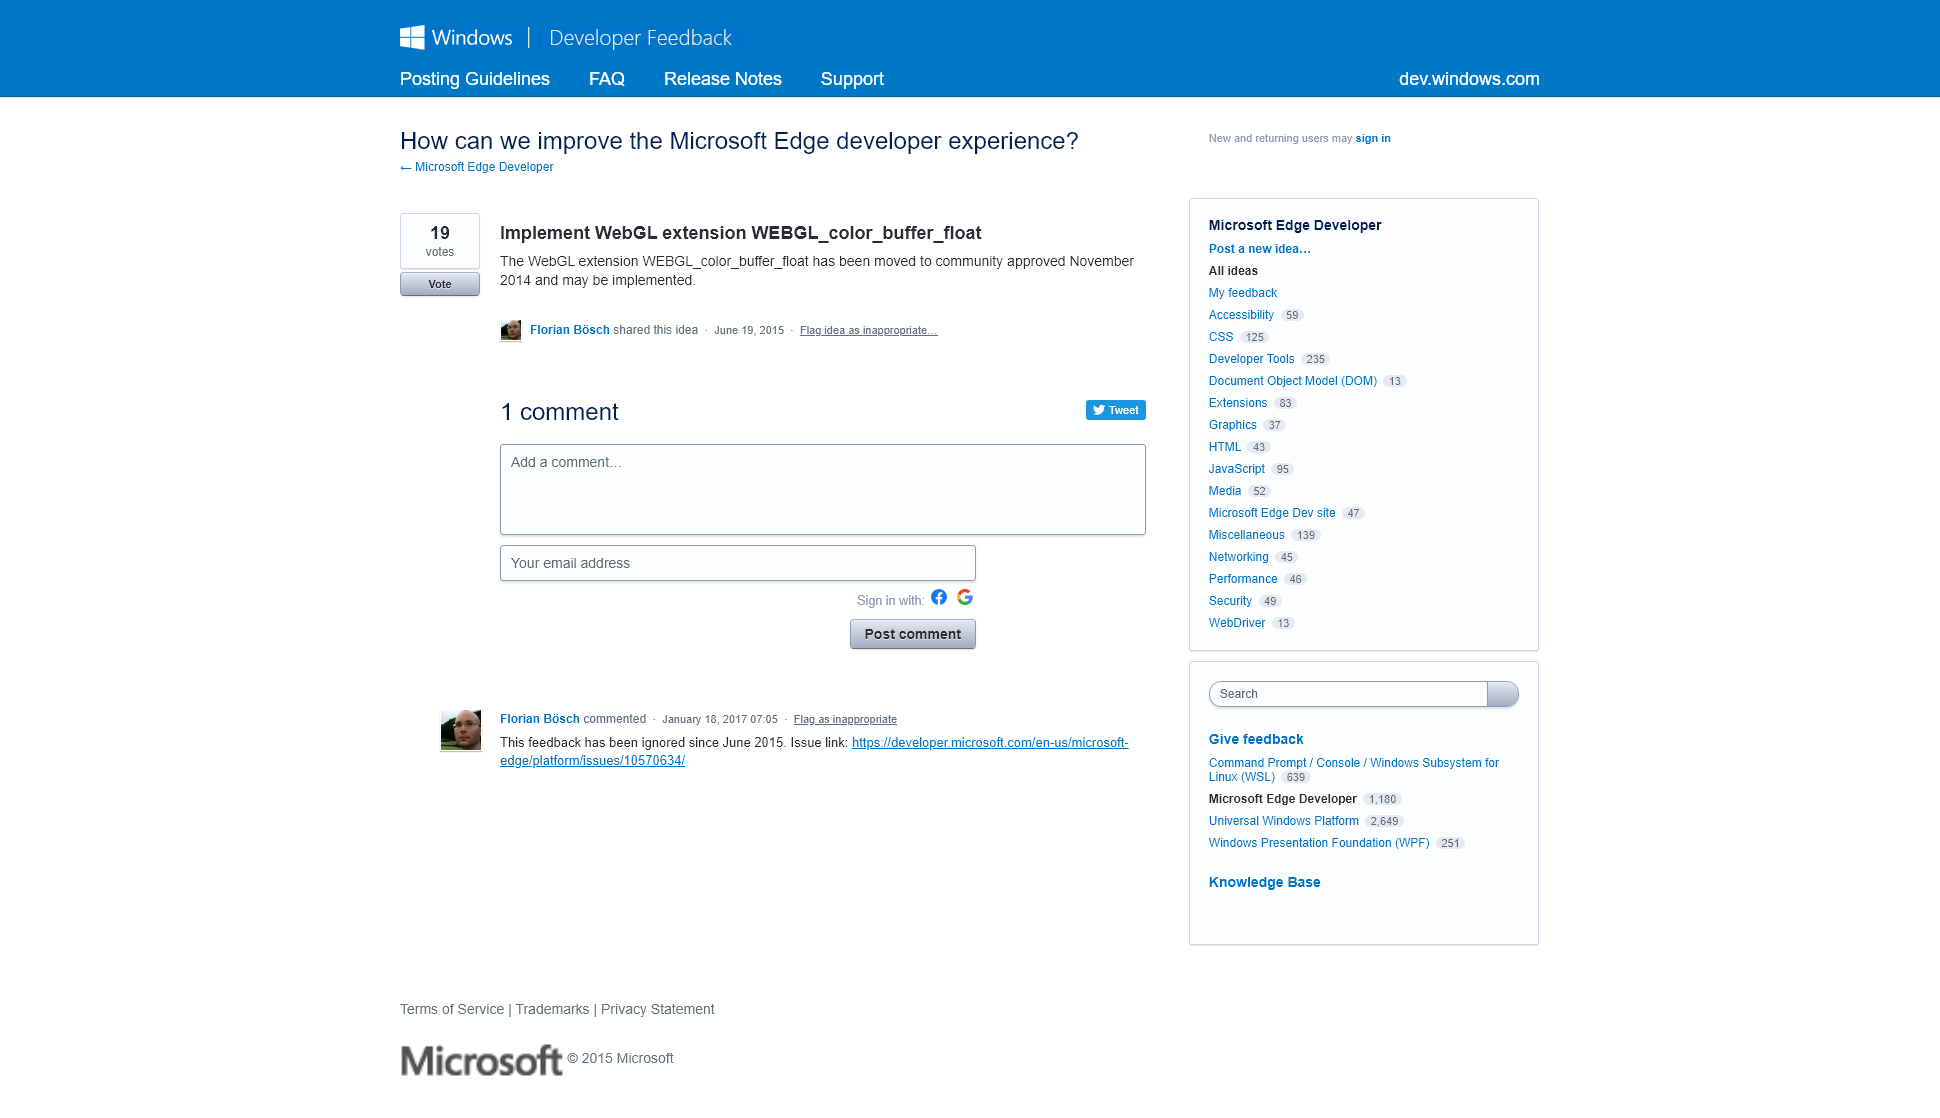 Windows | Developer Feedback
Posting Guidelines FAQ Release Notes Support dev.windows.com
How can we improve the Microsoft Edge developer experience?
← Microsoft Edge Developer
New and returning users may sign in
19
votes
Vote
Implement WebGL extension WEBGL_color_buffer_float
The WebGL extension WEBGL_color_buffer_float has been moved to community approved November
2014 and may be implemented.
Florian Bösch shared this idea · June 19, 2015 · Flag idea as inappropriate…
1 comment
Tweet
Add a comment…
Your email address
Sign in with:
Post comment
Florian Bösch commented · January 18, 2017 07:05 · Flag as inappropriate
This feedback has been ignored since June 2015. Issue link: https://developer.microsoft.com/en-us/microsoft-
edge/platform/issues/10570634/
Microsoft Edge Developer
Post a new idea…
All ideas
My feedback
Accessibility 59
CSS 125
Developer Tools 235
Document Object Model (DOM) 13
Extensions 83
Graphics 37
HTML 43
JavaScript 95
Media 52
Microsoft Edge Dev site 47
Miscellaneous 139
Networking 45
Performance 46
Security 49
WebDriver 13
Search
Give feedback
Command Prompt / Console / Windows Subsystem for
Linux (WSL) 639
Microsoft Edge Developer 1,180
Universal Windows Platform 2,649
Windows Presentation Foundation (WPF) 251
Knowledge Base
Terms of Service | Trademarks | Privacy Statement
Microsoft © 2015 Microsoft